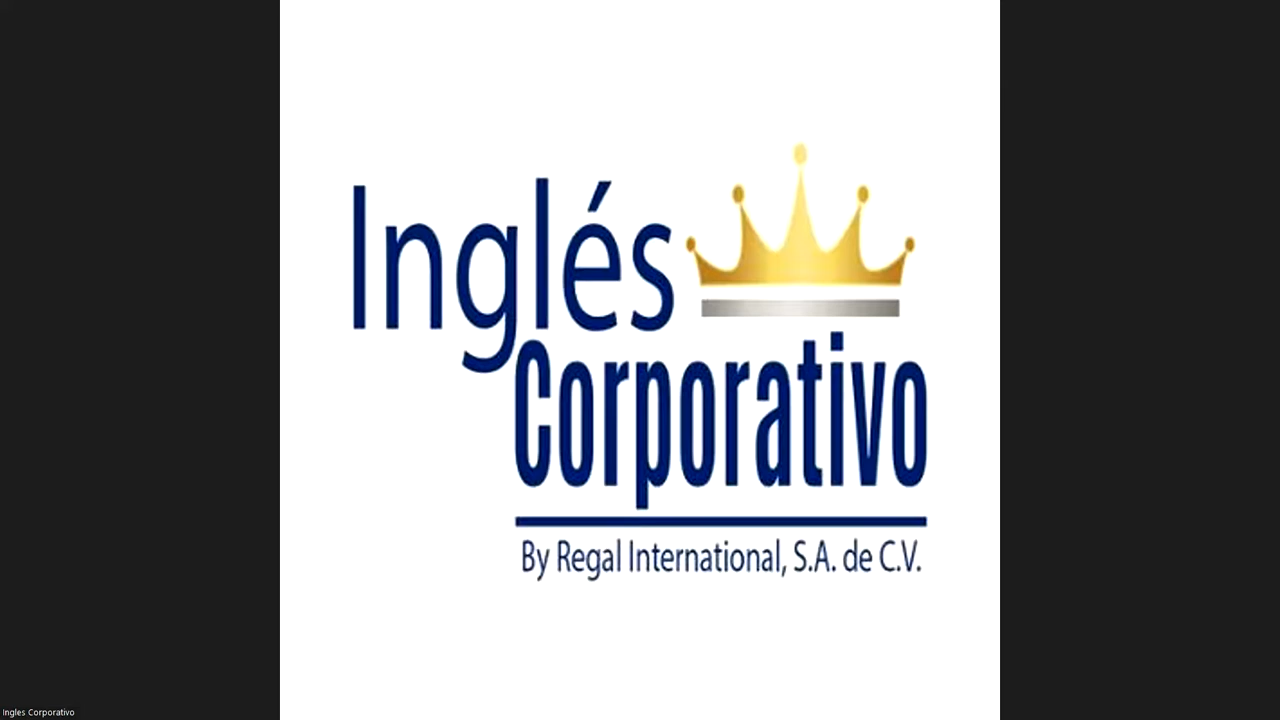 Inglés
Corporativo
By Regal International, S.A. de C.V.
Ingles Corporativo